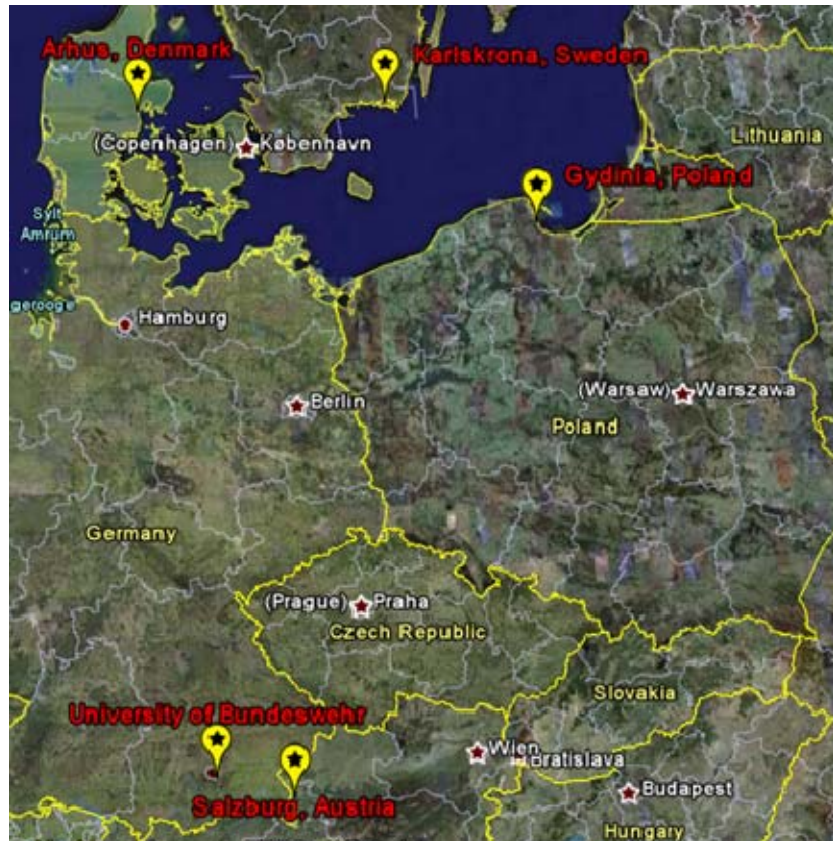 Arhus, Denmark
Karlskrona, Sweden
(Copenhagen) København
Lithuania
Gydinia, Poland
Sylt
Amrum
gerooge
Hamburg
Berlin
(Warsaw) Warszawa
Poland
Germany
(Prague) Praha
Czech Republic
Slovakia
University of Bundeswehr
Wien
Bratislava
Salzburg, Austria
Budapest
Hungary